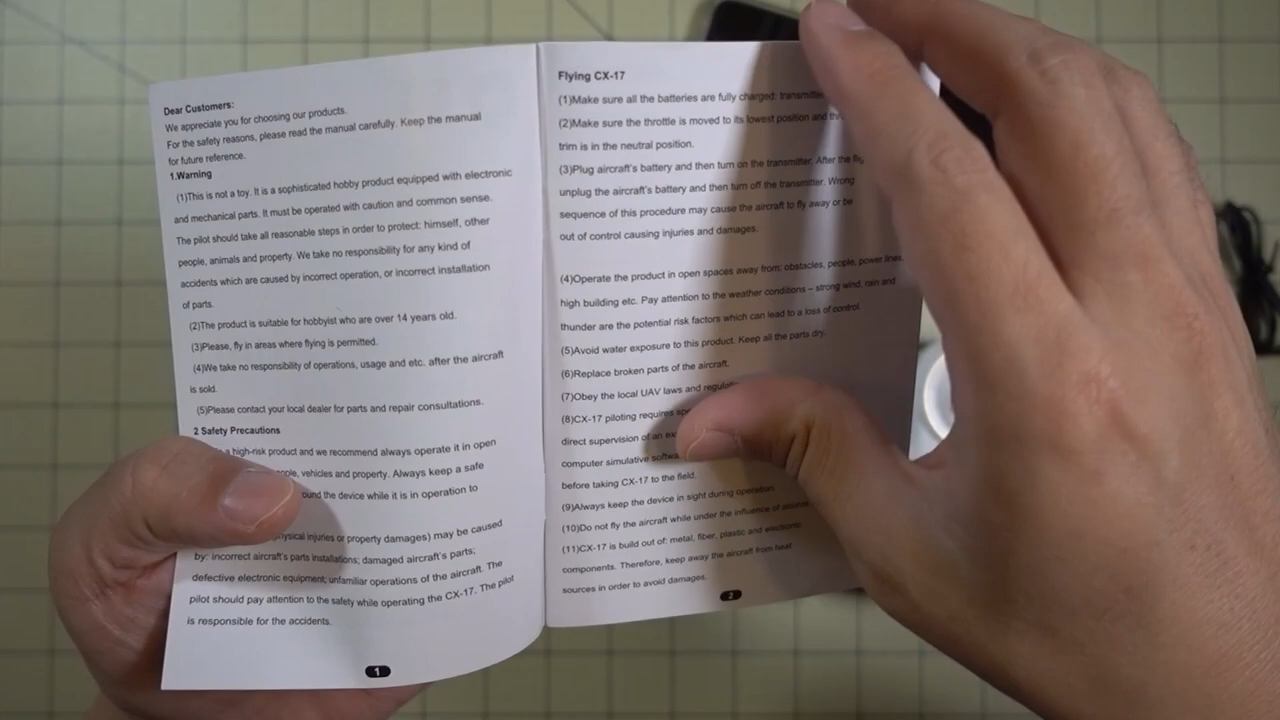 Dear Customers:
We appreciate you for choosing our products.
For the safety reasons, please read the manual carefully. Keep the manual
for future reference.
1.Warning
(1)This is not a toy. It is a sophisticated hobby product equipped with electronic
and mechanical parts. It must be operated with caution and common sense.
The pilot should take all reasonable steps in order to protect: himself, other
people, animals and property. We take no responsibility for any kind of
accidents which are caused by incorrect operation, or incorrect installation
of parts.
(2)The product is suitable for hobbyist who are over 14 years old.
(3)Please, fly in areas where flying is permitted.
(4)We take no responsibility of operations, usage and etc. after the aircraft
is sold.
(5)Please contact your local dealer for parts and repair consultations.
2 Safety Precautions
a high-risk product and we recommend always operate it in open
vehicles and property. Always keep a safe
the device while it is in operation to
injuries or property damages) may be caused
by: incorrect aircraft's parts installations; damaged aircraft's parts;
defective electronic equipment; unfamiliar operations of the aircraft. The
pilot should pay attention to the safety while operating the CX-17. The pilot
is responsible for the accidents.
1
Flying CX-17
(1)Make sure all the batteries are fully charged: transmitter
(2)Make sure the throttle is moved to its lowest position and
trim is in the neutral position.
(3)Plug aircraft's battery and then turn on the transmitter. After the
unplug the aircraft's battery and then turn off the transmitter. Wrong
sequence of this procedure may cause the aircraft to fly away or be
out of control causing injuries and damages.
(4)Operate the product in open spaces away from: obstacles, people, power lines,
high building etc. Pay attention to the weather conditions – strong wind, rain and
thunder are the potential risk factors which can lead to a loss of control.
(5)Avoid water exposure to this product. Keep all the parts dry.
(6)Replace broken parts of the aircraft.
(7)Obey the local UAV laws and
(8)CX-17 piloting requires
direct supervision of an
computer simulative
before taking CX-17 to the field.
(9)Always keep the device in sight during operation.
(10)Do not fly the aircraft while under the influence of
(11)CX-17 is build out of: metal, fiber, plastic and electronic
components. Therefore, keep away the aircraft from heat
sources in order to avoid damages.
2